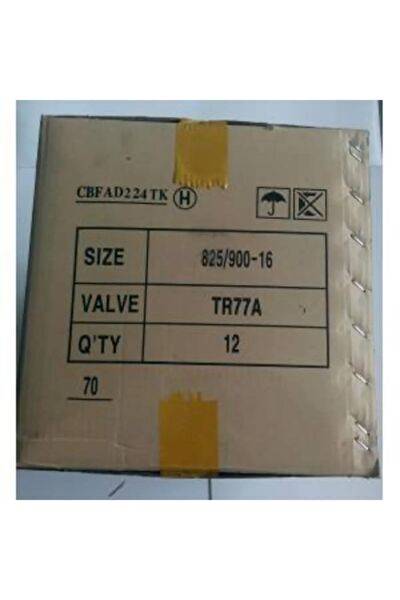 CBFAD224TK H
SIZE 825/900-16
VALVE TR77A
Q'TY 12
70